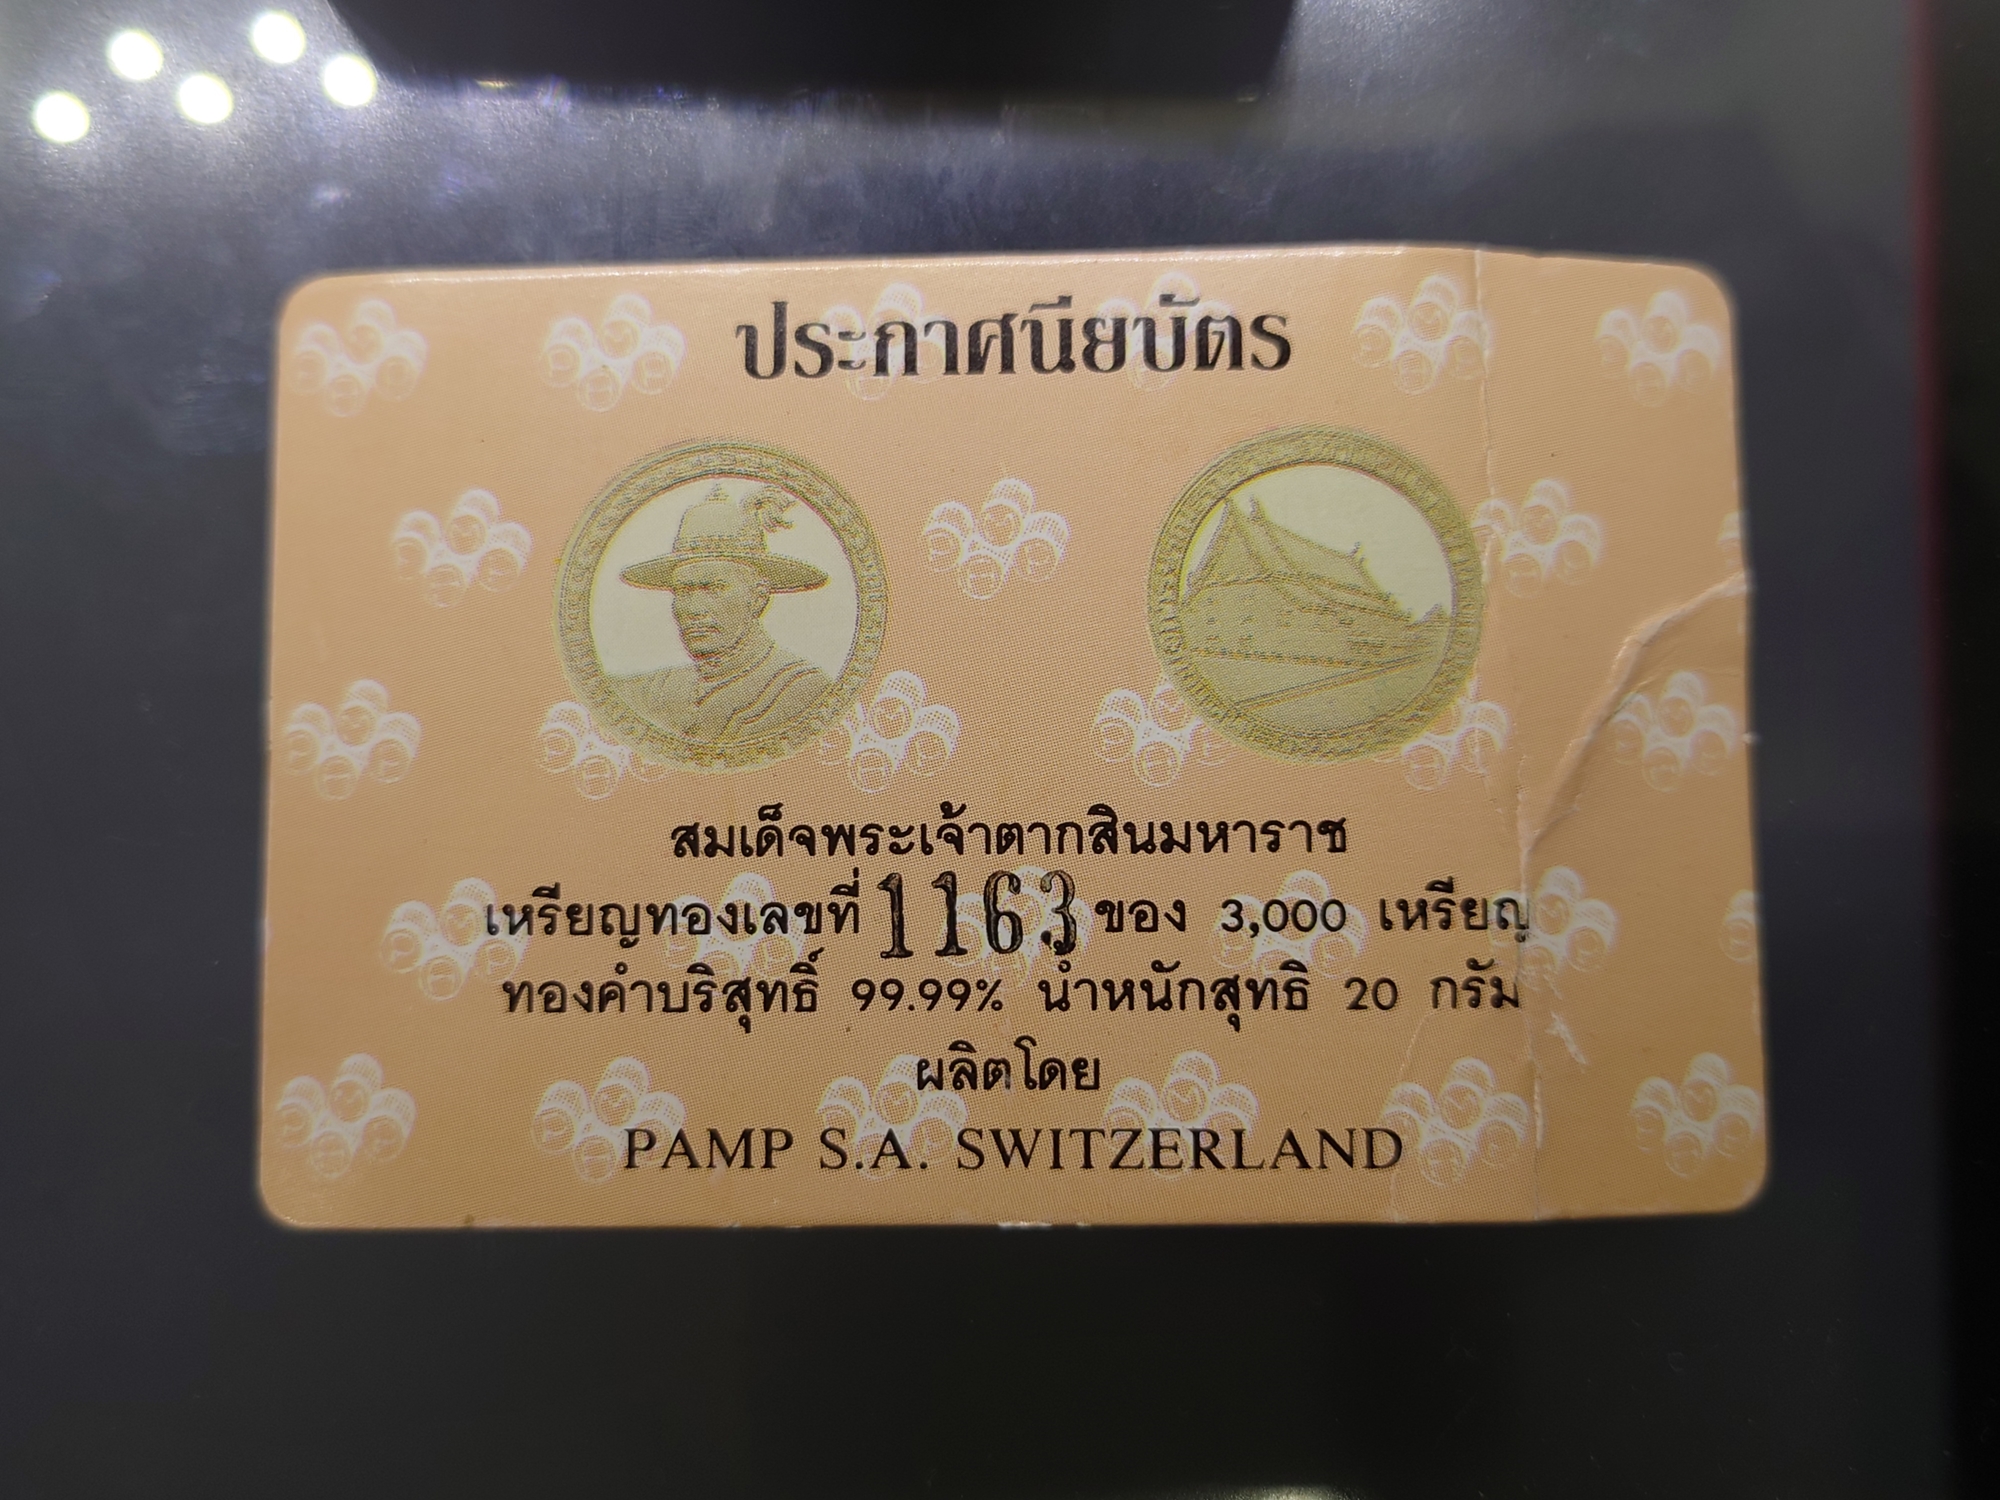 ประกาศนียบัตร
สมเด็จพระเจ้าตากสินมหาราช
เหรียญทองเลขที่ 1163 ของ 3,000 เหรียญ
ทองคำบริสุทธิ์ 99.99% น้ำหนักสุทธิ 20 กรัม
ผลิตโดย
PAMP S.A. SWITZERLAND